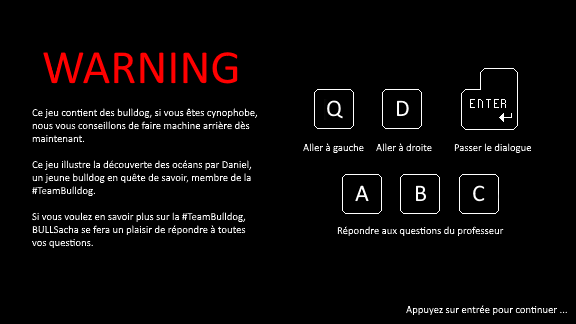 WARNING
Ce jeu contient des bulldog, si vous êtes cynophobe,
nous vous conseillons de faire machine arrière dès
maintenant.
Ce jeu illustre la découverte des océans par Daniel,
un jeune bulldog en quête de savoir, membre de la
#TeamBulldog.
Si vous voulez en savoir plus sur la #TeamBulldog,
BULLSacha se fera un plaisir de répondre à toutes
vos questions.
Q
D
ENTER
Aller à gauche
Aller à droite
Passer le dialogue
A
B
C
Répondre aux questions du professeur
Appuyez sur entrée pour continuer ...